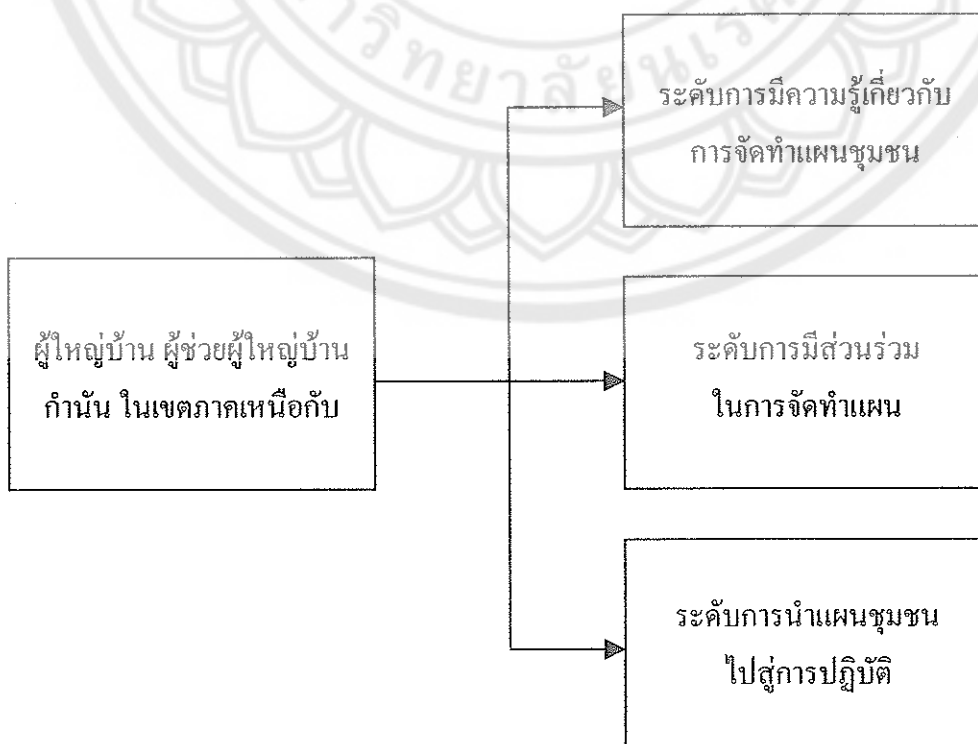 ระดับการมีความรู้เกี่ยวกับ
การจัดทำแผนชุมชน
ผู้ใหญ่บ้าน ผู้ช่วยผู้ใหญ่บ้าน
กำนัน ในเขตภาคเหนือกับ
ระดับการมีส่วนร่วม
ในการจัดทำแผน
ระดับการนำแผนชุมชน
ไปสู่การปฏิบัติ